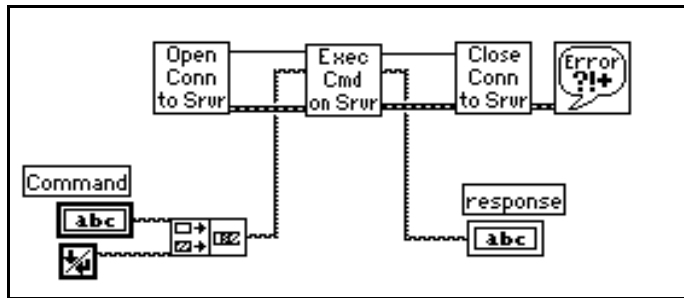 Open
Conn
to Srvr
Exec
Cmd
on Srvr
Close
Conn
to Srvr
Error
?!+
Command
abc
response
abc